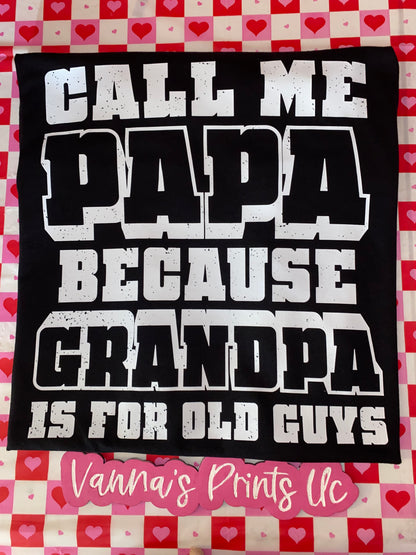 CALL ME
PAPA
BECAUSE
GRANDPA
IS FOR OLD GUYS
Vanna's Prints llc